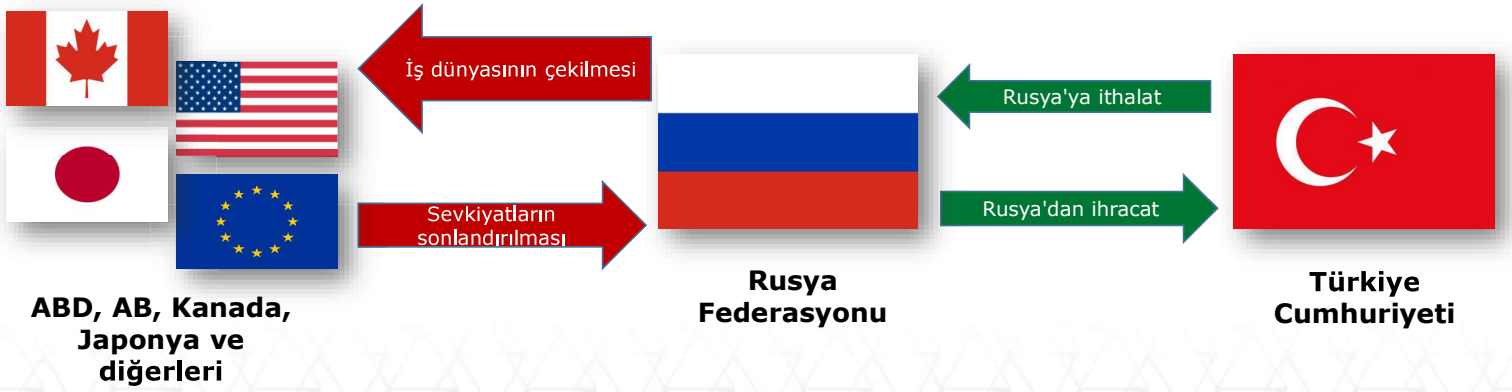 İş dünyasının çekilmesi
Rusya'ya ithalat
Sevkiyatların
sonlandırılması
Rusya'dan ihracat
ABD, AB, Kanada,
Japonya ve
diğerleri
Rusya
Federasyonu
Türkiye
Cumhuriyeti